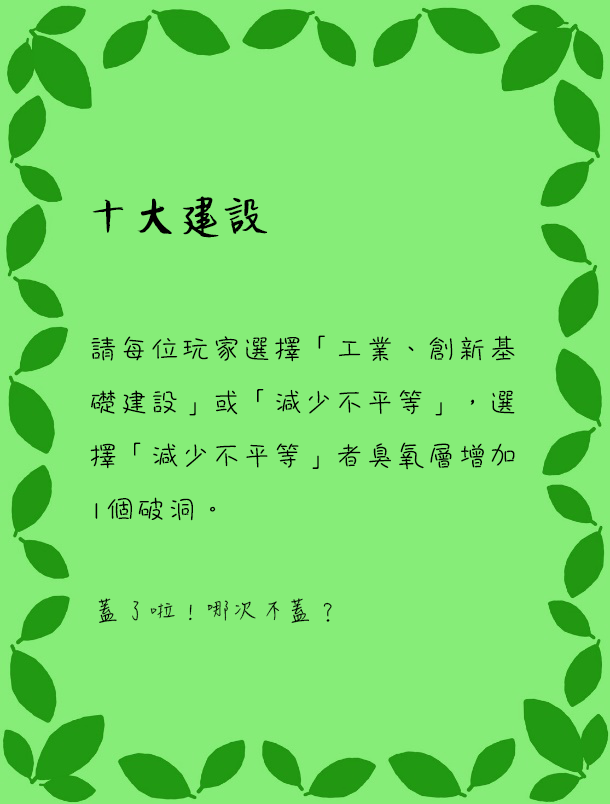 十大建設
請每位玩家選擇「工業、創新基
礎建設」或「減少不平等」，選
擇「減少不平等」者臭氧層增加
1個破洞。
蓋了啦！哪次不蓋？